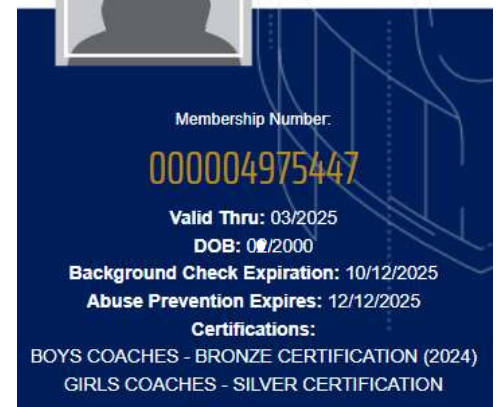 Membership Number:
000004975447
Valid Thru: 03/2025
DOB: /2000
Background Check Expiration: 10/12/2025
Abuse Prevention Expires: 12/12/2025
Certifications:
BOYS COACHES - BRONZE CERTIFICATION (2024)
GIRLS COACHES - SILVER CERTIFICATION